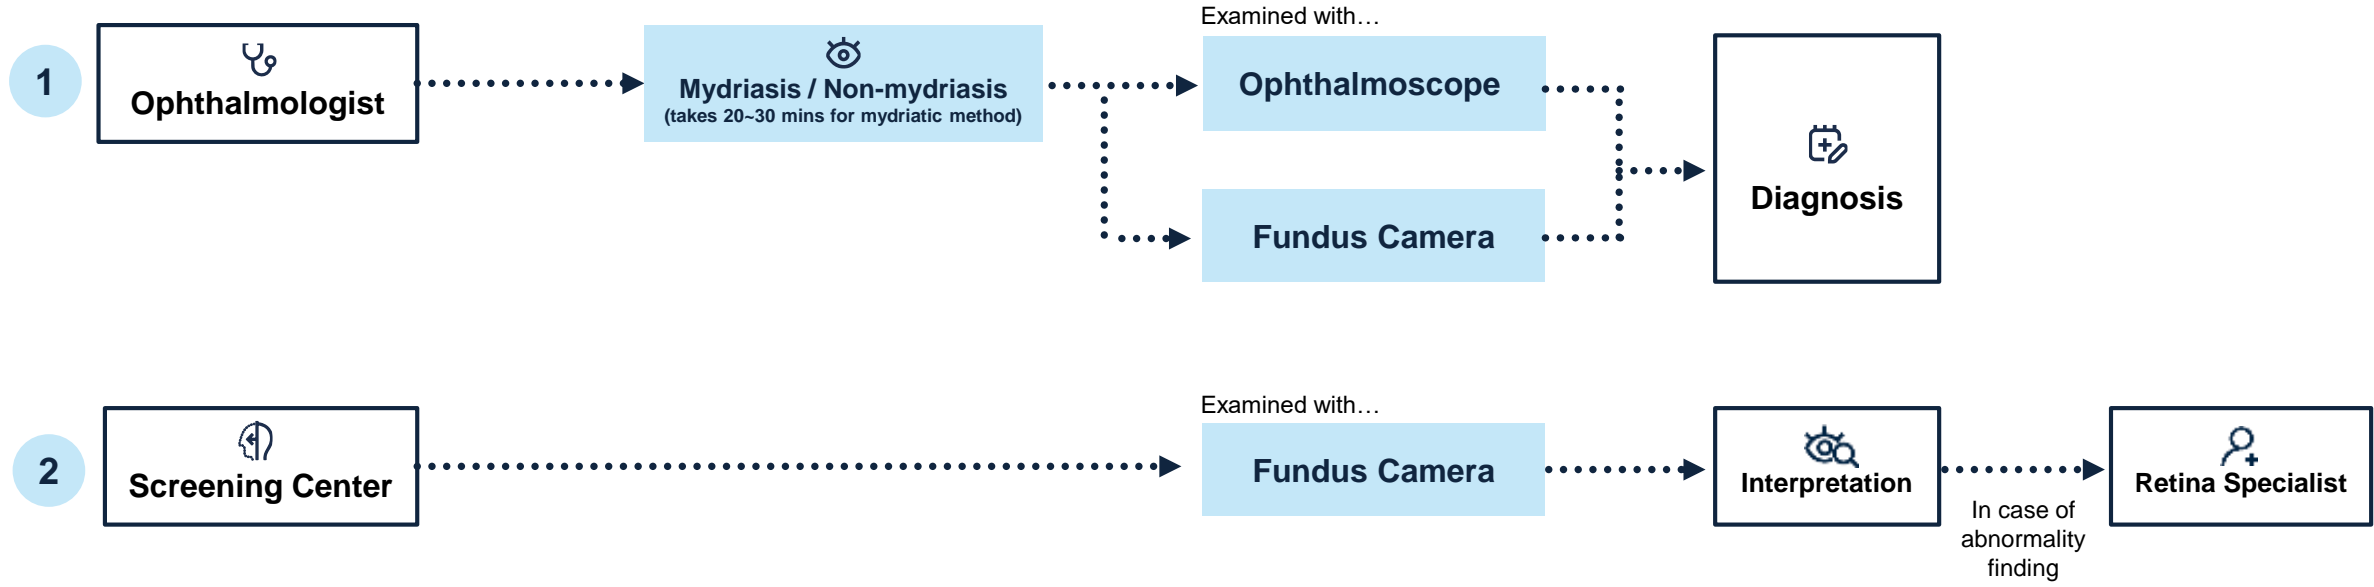 1
Ophthalmologist
Mydriasis / Non-mydriasis
(takes 20~30 mins for mydriatic method)
Examined with…
Ophthalmoscope
Fundus Camera
Diagnosis
2
Screening Center
Examined with…
Fundus Camera
Interpretation
In case of
abnormality
finding
Retina Specialist